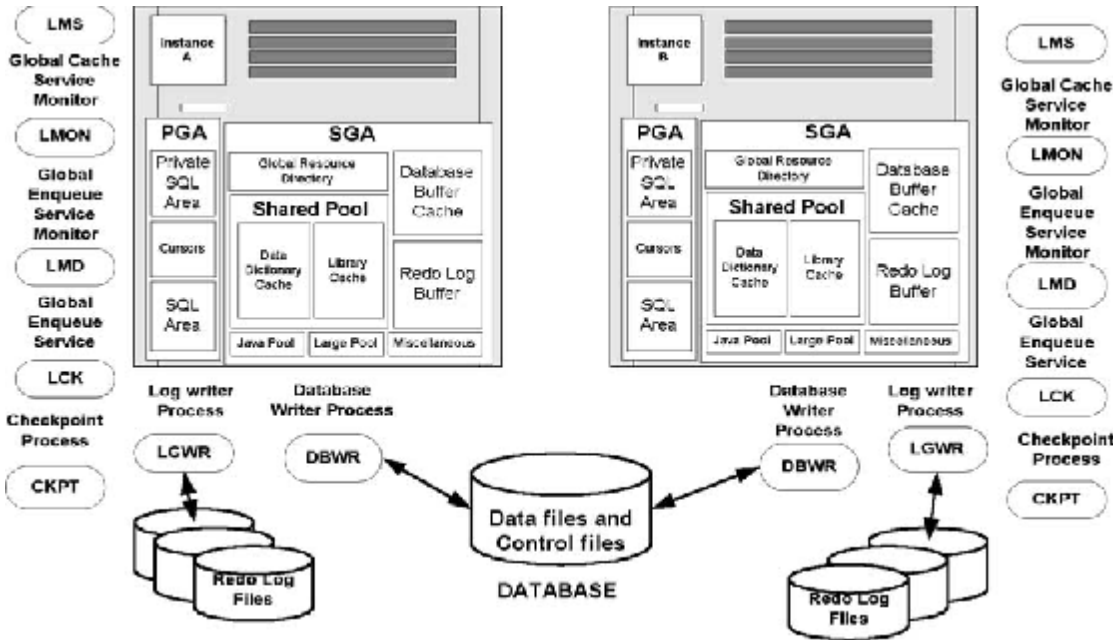 LMS
Global Cache
Service
Monitor
LMON
Global
Enqueue
Service
Monitor
LMD
Global
Enqueue
Service
LCK
Checkpoint
Process
CKPT
Instance
A
PGA
Private
SQL
Area
Cursors
SQL
Area
SGA
Global Resource
Directory
Shared Pool
Data
Dictionary
Cache
Library
Cache
Database
Buffer
Cache
Redo Log
Buffer
Java Pool
Large Pool
Miscellaneous
Log writer
Process
LGWR
Redo Log
Files
Database
Writer Process
DBWR
Data files and
Control files
DATABASE
Instance
B
PGA
Private
SQL
Area
Cursors
SQL
Area
SGA
Global Resource
Directory
Shared Pool
Data
Dictionary
Cache
Library
Cache
Database
Buffer
Cache
Redo Log
Buffer
Java Pool
Large Pool
Miscellaneous
Database
Writer
Process
DBWR
Log writer
Process
LGWR
Redo Log
Files
LMS
Global Cache
Service
Monitor
LMON
Global
Enqueue
Service
Monitor
LMD
Global
Enqueue
Service
LCK
Checkpoint
Process
CKPT